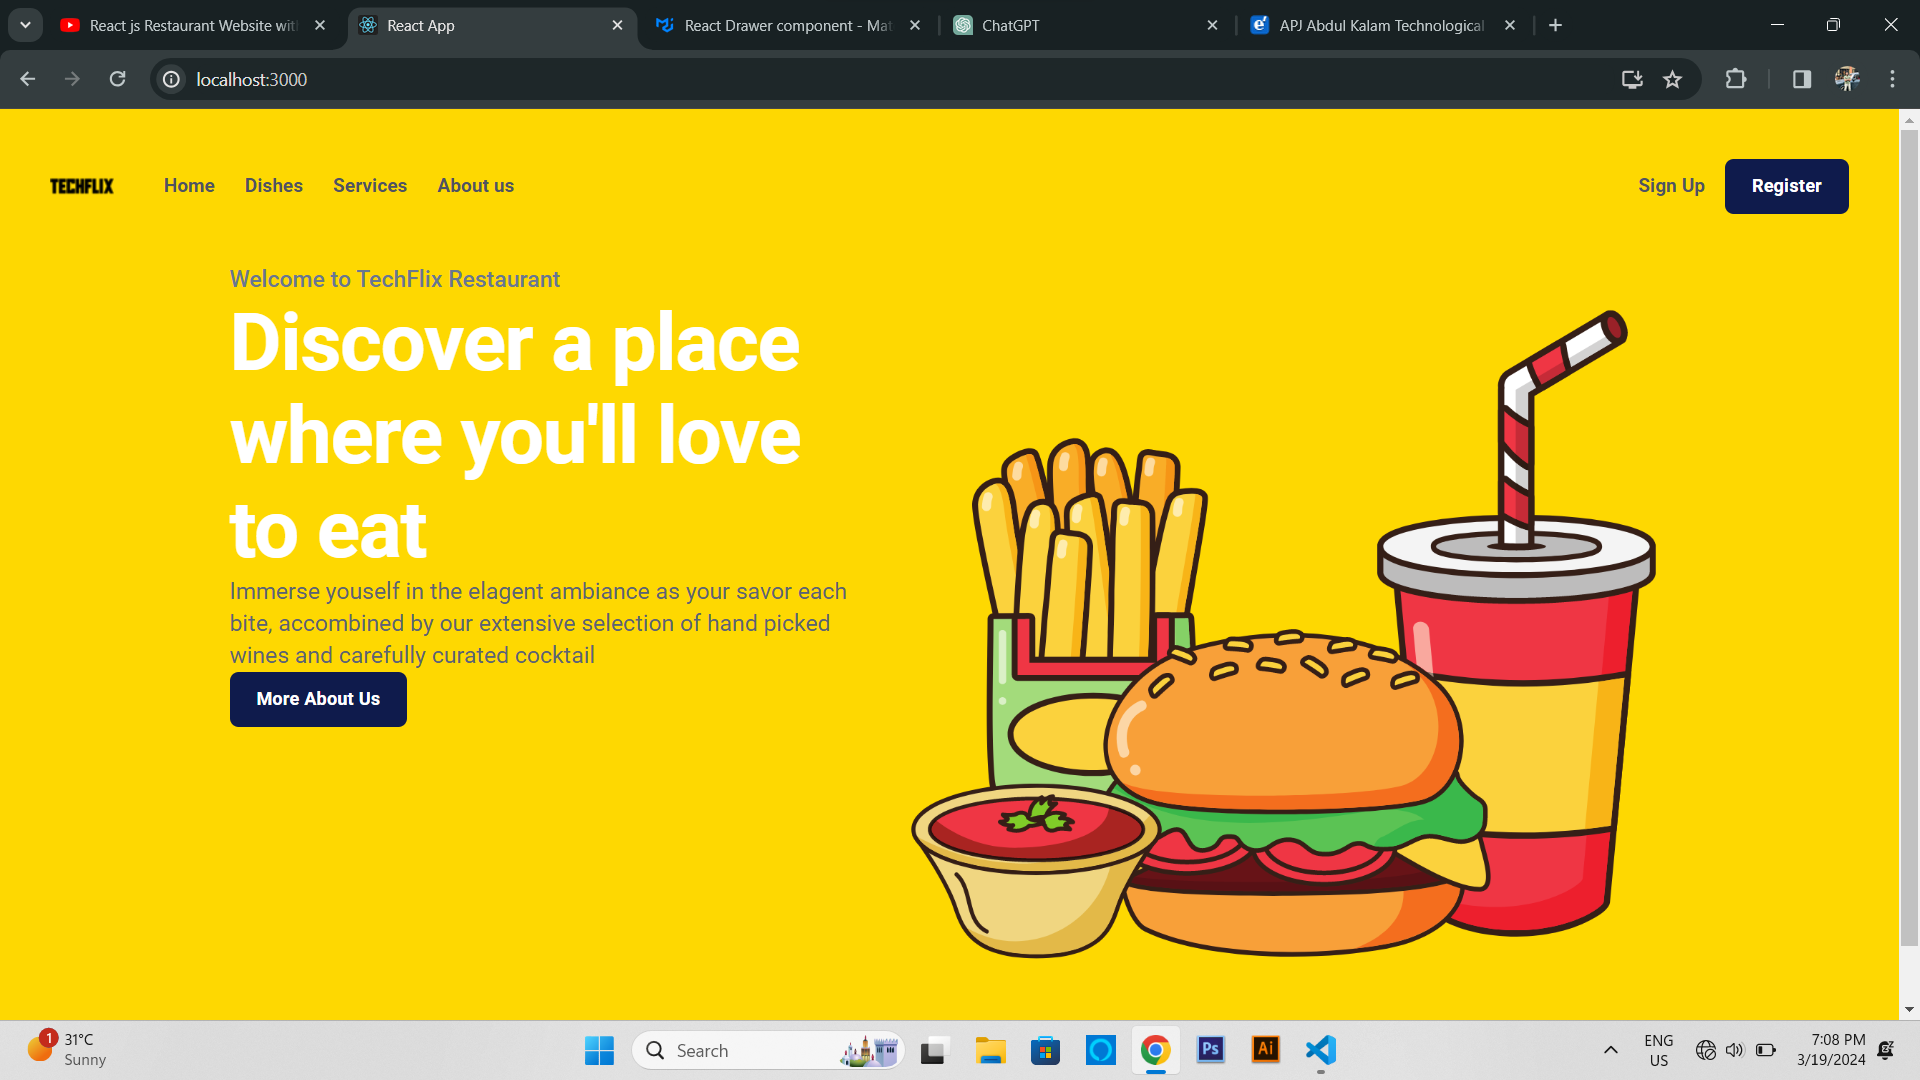 React js Restaurant Website wit
React App
React Drawer component - Mat
ChatGPT
APJ Abdul Kalam Technological
localhost:3000
TECHFLIX
Home
Dishes
Services
About us
Sign Up
Register
Welcome to TechFlix Restaurant
Discover a place
where you'll love
to eat
Immerse youself in the elagent ambiance as your savor each
bite, accombined by our extensive selection of hand picked
wines and carefully curated cocktail
More About Us
1
31°C
Sunny
Search
Ps
Ai
ENG
US
7:08 PM
3/19/2024